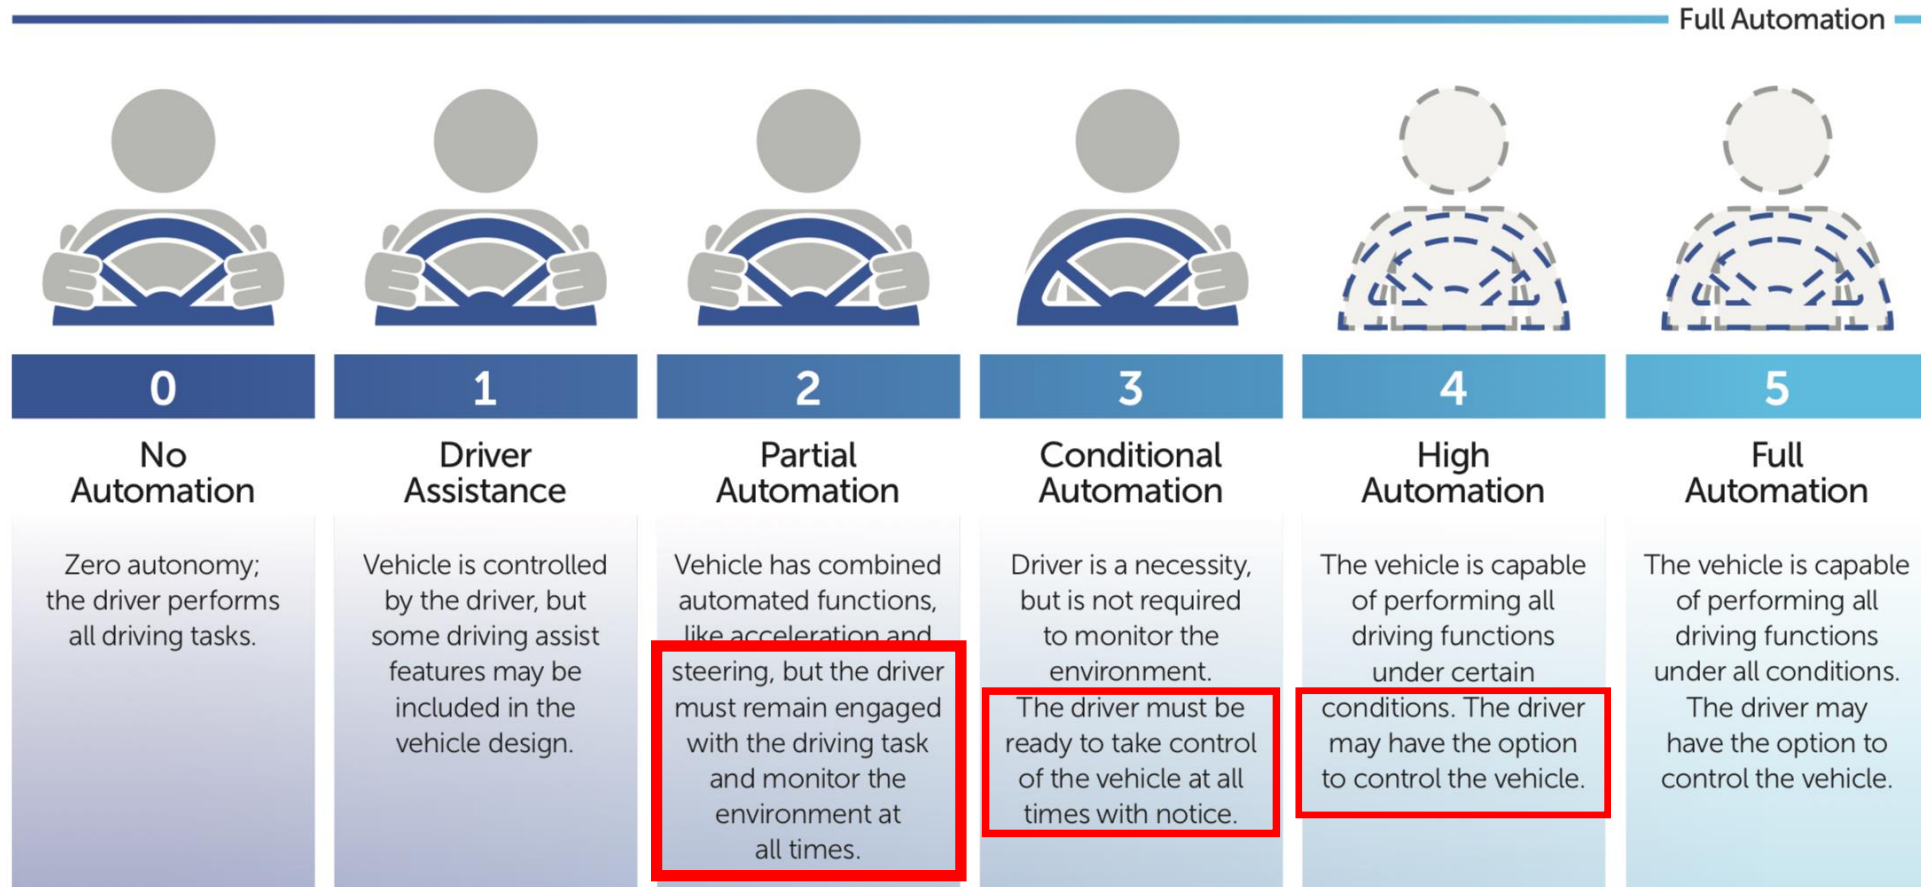 Full Automation
0
No
Automation
Zero autonomy;
the driver performs
all driving tasks.
1
Driver
Assistance
Vehicle is controlled
by the driver, but
some driving assist
features may be
included in the
vehicle design.
2
Partial
Automation
Vehicle has combined
automated functions,
like acceleration and
steering, but the driver
must remain engaged
with the driving task
and monitor the
environment at
all times.
3
Conditional
Automation
Driver is a necessity,
but is not required
to monitor the
environment.
The driver must be
ready to take control
of the vehicle at all
times with notice.
4
High
Automation
The vehicle is capable
of performing all
driving functions
under certain
conditions. The driver
may have the option
to control the vehicle.
5
Full
Automation
The vehicle is capable
of performing all
driving functions
under all conditions.
The driver may
have the option to
control the vehicle.